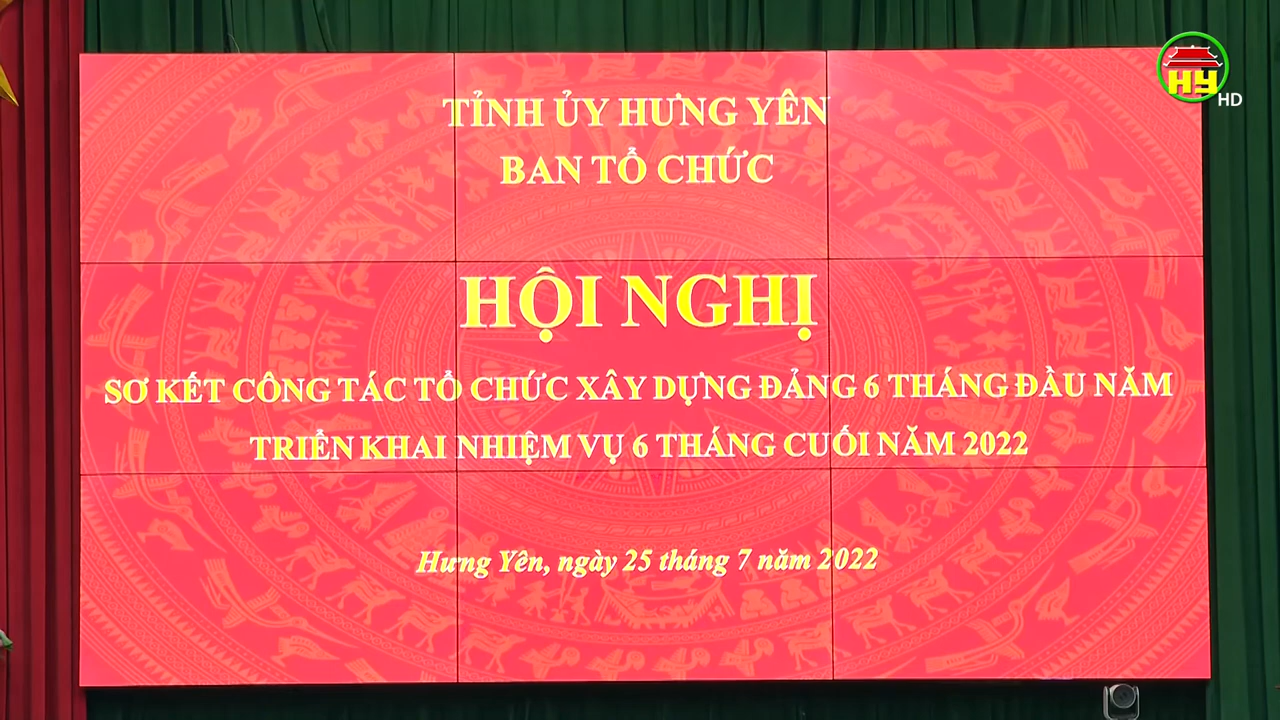 HY HD
TỈNH ỦY HƯNG YÊN
BAN TỔ CHỨC
HỘI NGHỊ
SƠ KẾT CÔNG TÁC TỔ CHỨC XÂY DỰNG ĐẢNG 6 THÁNG ĐẦU NĂM
TRIỂN KHAI NHIỆM VỤ 6 THÁNG CUỐI NĂM 2022
Hưng Yên, ngày 25 tháng 7 năm 2022